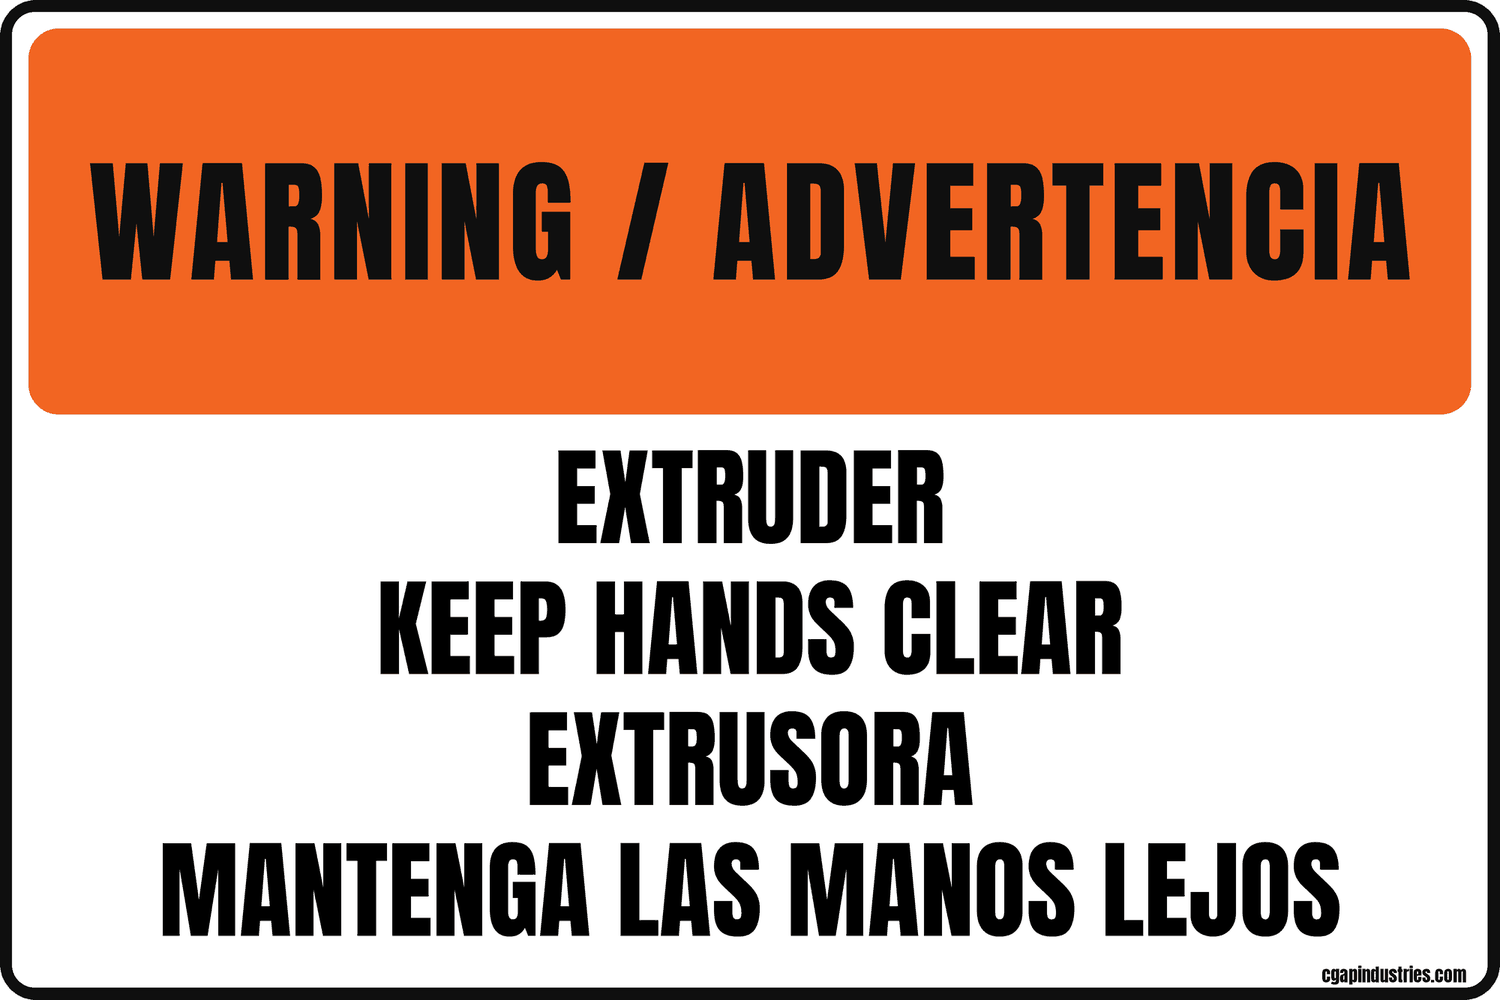 WARNING / ADVERTENCIA
EXTRUDER
KEEP HANDS CLEAR
EXTRUSORA
MANTENGA LAS MANOS LEJOS
cgapindustries.com